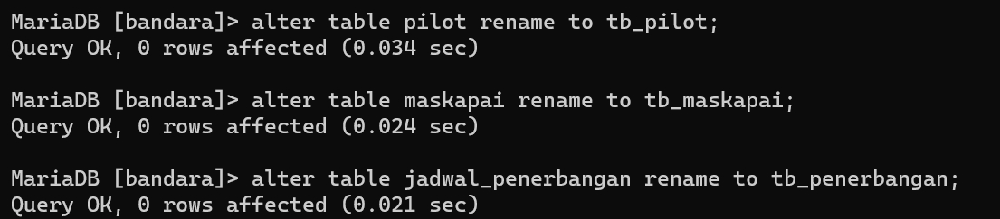 MariaDB [bandara]> alter table pilot rename to tb_pilot;
Query OK, 0 rows affected (0.034 sec)
MariaDB [bandara]> alter table maskapai rename to tb_maskapai;
Query OK, 0 rows affected (0.024 sec)
MariaDB [bandara]> alter table jadwal_penerbangan rename to tb_penerbangan;
Query OK, 0 rows affected (0.021 sec)